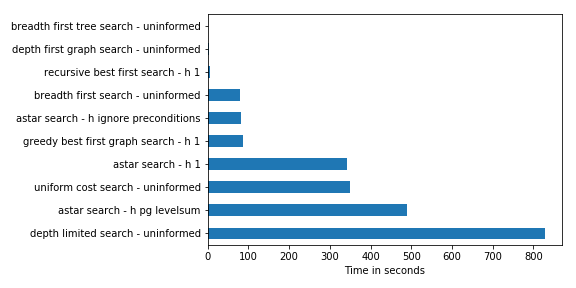 breadth first tree search - uninformed
depth first graph search - uninformed
recursive best first search - h 1
breadth first search - uninformed
astar search - h ignore preconditions
greedy best first graph search - h 1
astar search - h 1
uniform cost search - uninformed
astar search - h pg levelsum
depth limited search - uninformed
0 100 200 300 400 500 600 700 800
Time in seconds